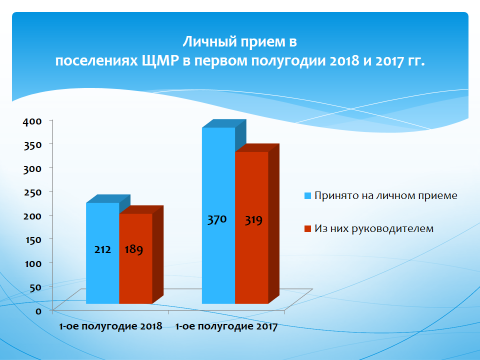 Личный прием в
поселениях ЩМР в первом полугодии 2018 и 2017 гг.
400
350
300
250
200
150
100
50
0
212
189
370
319
1-ое полугодие 2018
1-ое полугодие 2017
Принято на личном приеме
Из них руководителем